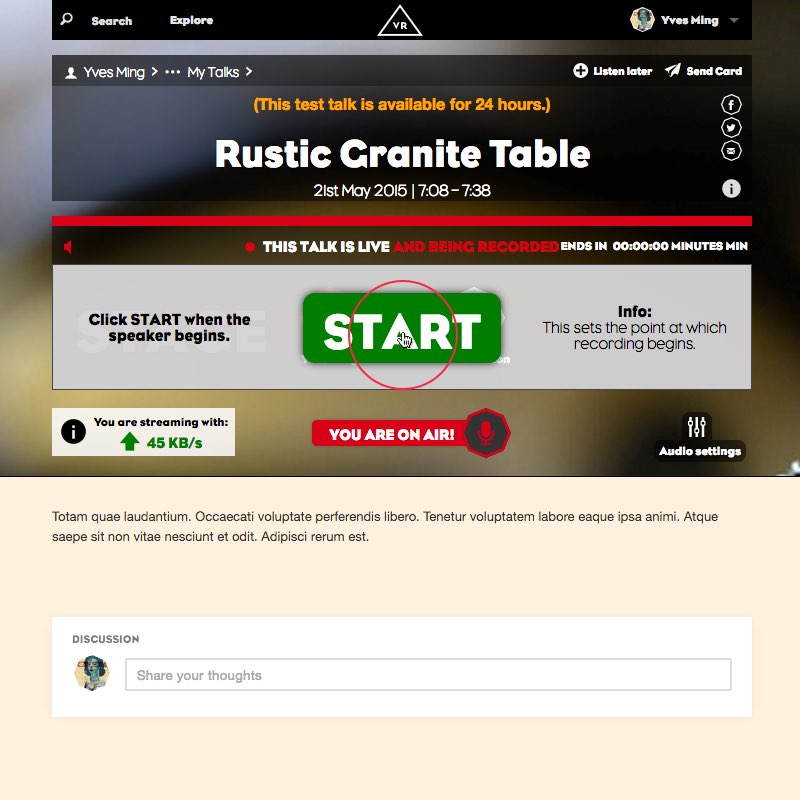 Search
Explore
VR
Yves Ming
Yves Ming > ••• My Talks >
Listen later
Send Card
(This test talk is available for 24 hours.)
Rustic Granite Table
21st May 2015 | 7:08 – 7:38
THIS TALK IS LIVE AND BEING RECORDED
ENDS IN 00:00:00 MINUTES MIN
STAGE
Click START when the
speaker begins.
START
on
Info:
This sets the point at which
recording begins.
You are streaming with:
45 KB/s
YOU ARE ON AIR!
Audio settings
Totam quae laudantium. Occaecati voluptate perferendis libero. Tenetur voluptatem labore eaque ipsa animi. Atque
saepe sit non vitae nesciunt et odit. Adipisci rerum est.
DISCUSSION
Share your thoughts